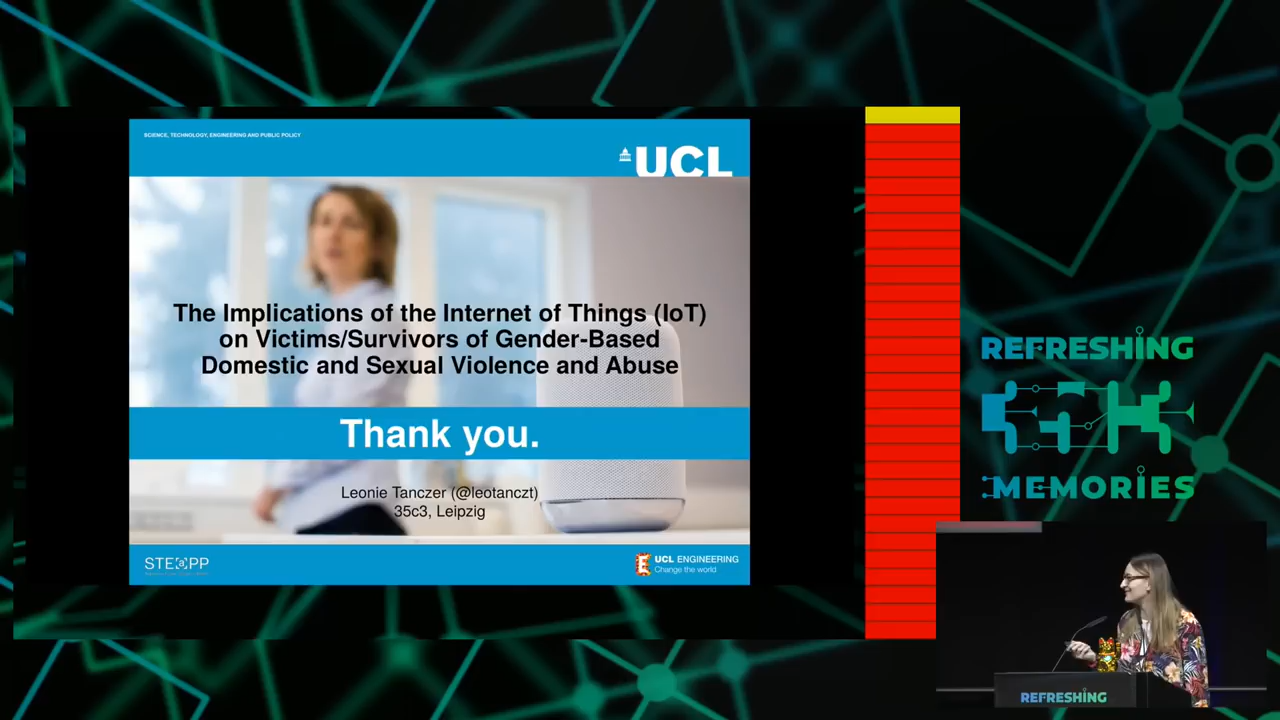 SCIENCE, TECHNOLOGY, ENGINEERING AND PUBLIC POLICY
UCL
The Implications of the Internet of Things (IoT)
on Victims/Survivors of Gender-Based
Domestic and Sexual Violence and Abuse
Thank you.
Leonie Tanczer (@leotanczt)
35c3, Leipzig
STEaPP
UCL ENGINEERING
Change the world
REFRESHING
MEMORIES
REFRESHING